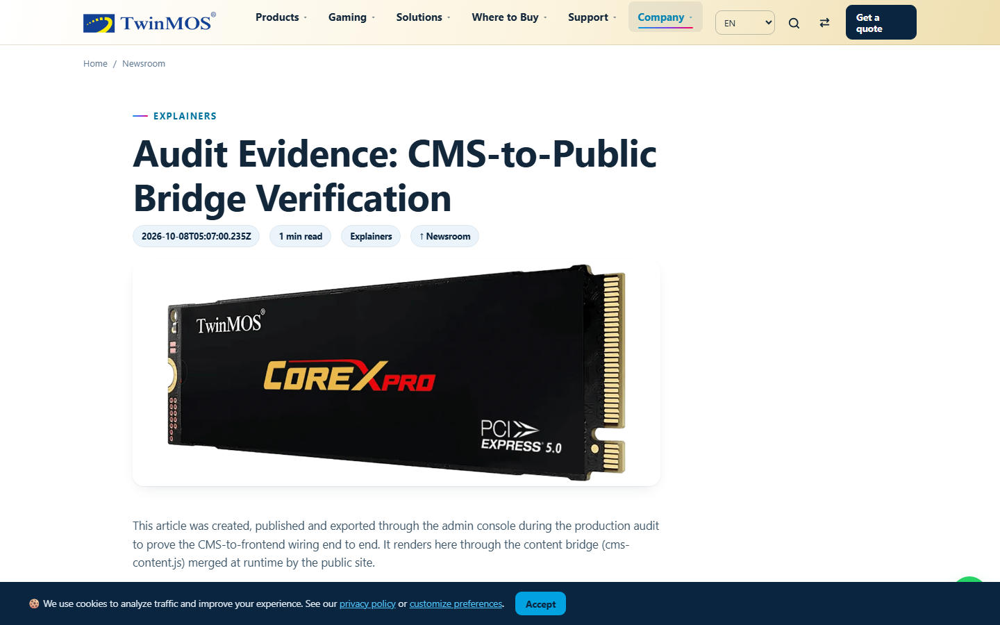 TwinMOS®
Products
Gaming
Solutions
Where to Buy
Support
Company
EN
Get a
quote
Home / Newsroom
EXPLAINERS
Audit Evidence: CMS-to-Public
Bridge Verification
2026-10-08T05:07:00.235Z
1 min read
Explainers
↑ Newsroom
TwinMOS®
COREXPRO
PCI
EXPRESS® 5.0
This article was created, published and exported through the admin console during the production audit
to prove the CMS-to-frontend wiring end to end. It renders here through the content bridge (cms-
content.js) merged at runtime by the public site.
🍪 We use cookies to analyze traffic and improve your experience. See our privacy policy or customize preferences.
Accept